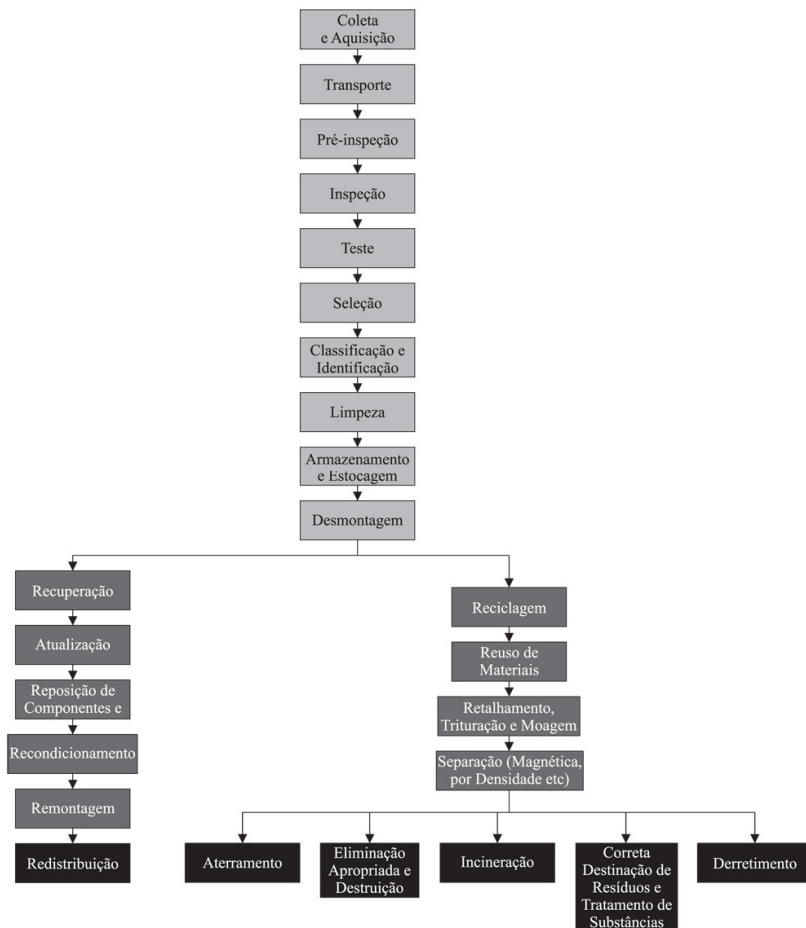 Coleta
e Aquisição
Transporte
Pré-inspeção
Inspeção
Teste
Seleção
Classificação e
Identificação
Limpeza
Armazenamento
e Estocagem
Desmontagem
Recuperação
Atualização
Reposição de
Componentes e
Recondicionamento
Remontagem
Redistribuição
Reciclagem
Reuso de
Materiais
Retalhamento,
Trituração e Moagem
Separação (Magnética,
por Densidade etc)
Aterramento
Eliminação
Apropriada e
Destruição
Incineração
Correta
Destinação de
Resíduos e
Tratamento de
Substâncias
Derretimento